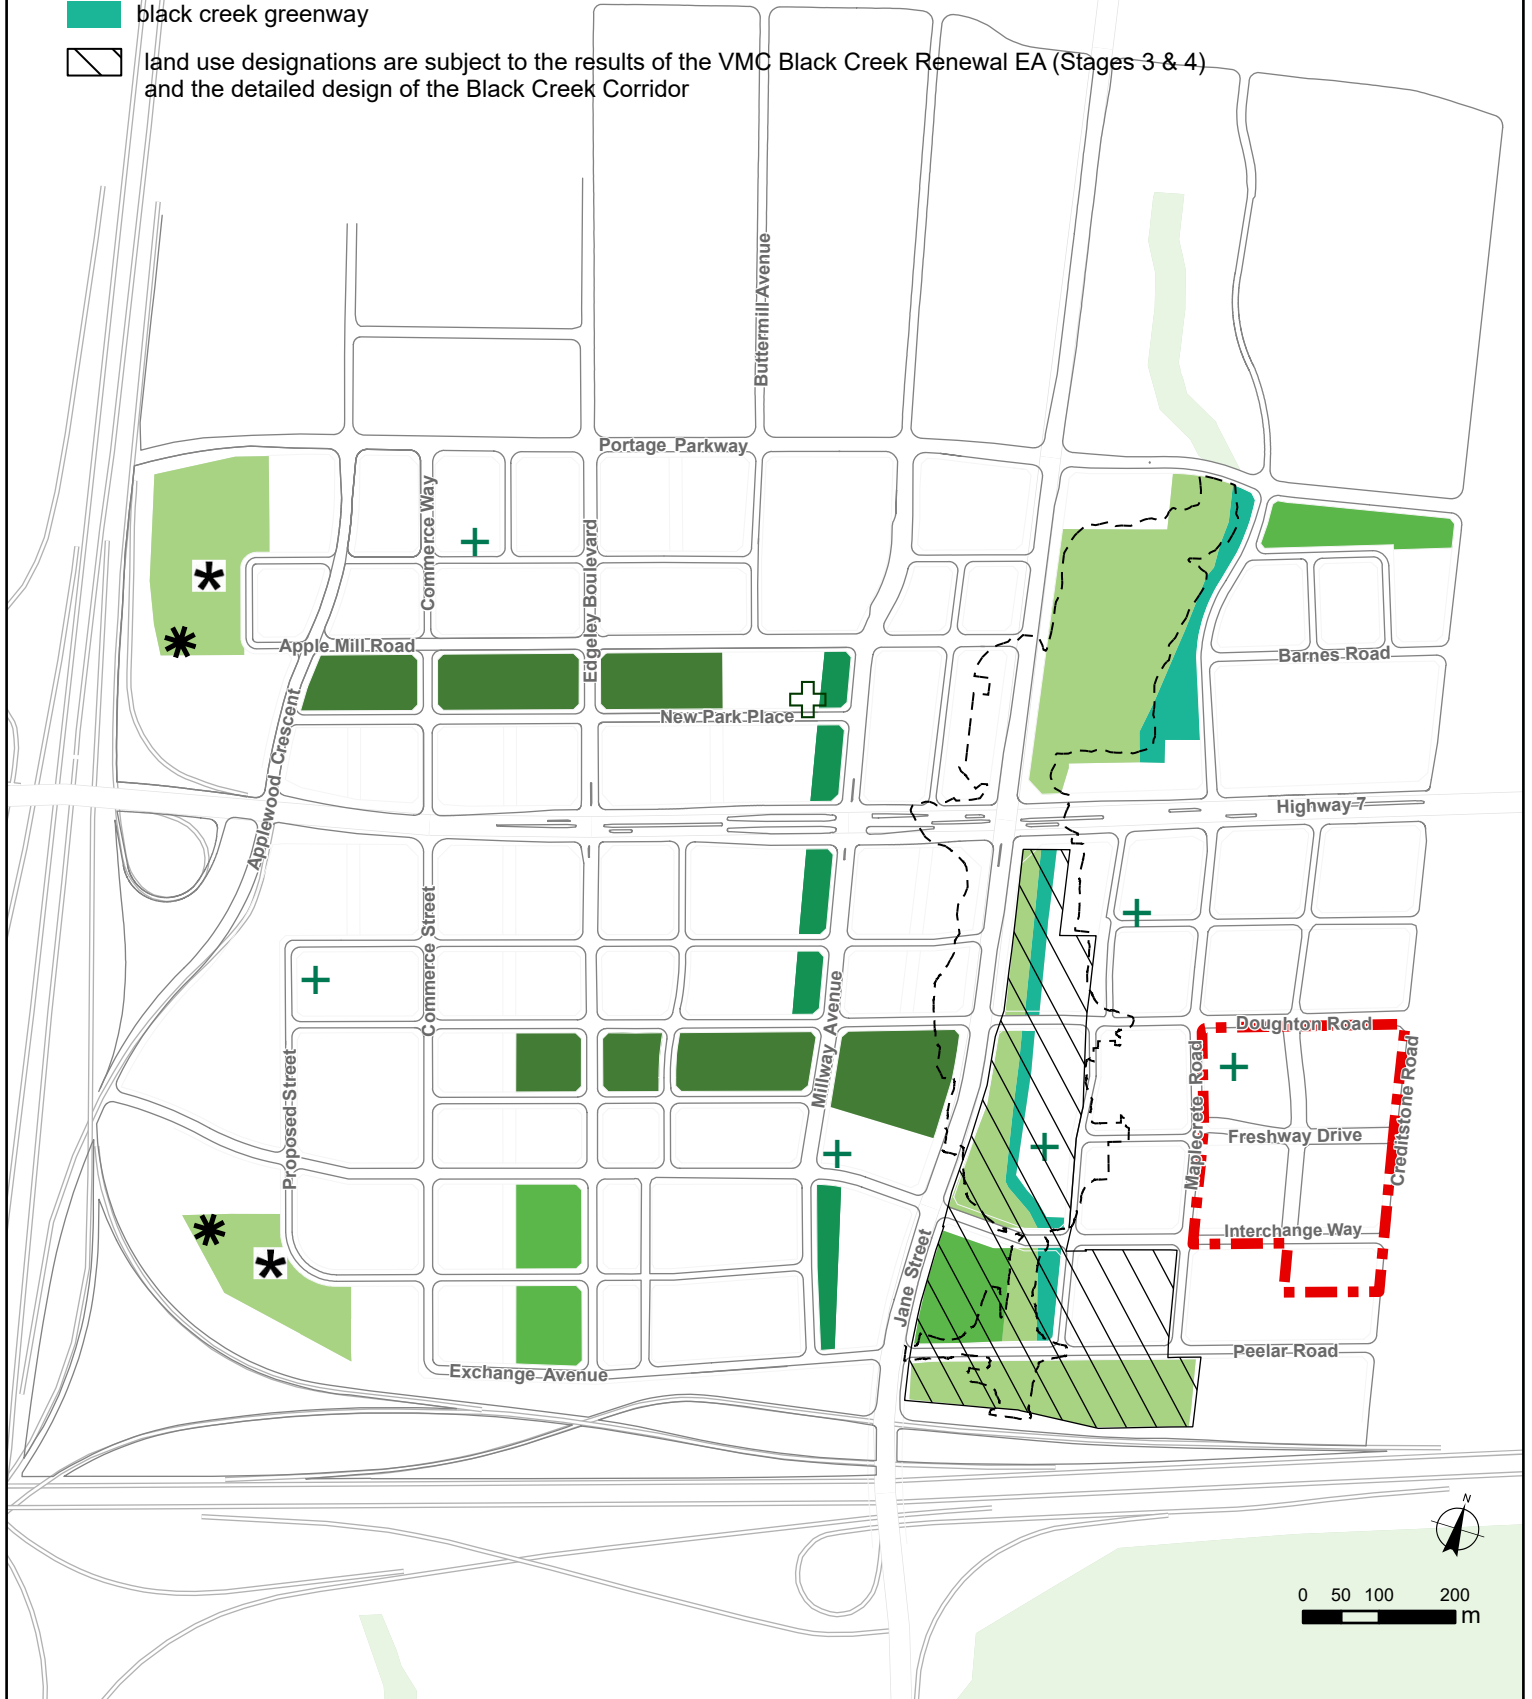 black creek greenway
land use designations are subject to the results of the VMC Black Creek Renewal EA (Stages 3 & 4)
and the detailed design of the Black Creek Corridor
Buttermill Avenue
Portage Parkway
Commerce Way
Edgeley Boulevard
Apple Mill Road
Barnes Road
New Park Place
Applewood Crescent
Highway 7
Commerce Street
Millway Avenue
Doughton Road
Proposed Street
Maplecrete Road
Creditstone Road
Freshway Drive
Interchange Way
Jane Street
Peelar Road
Exchange Avenue
N
0 50 100 200
m